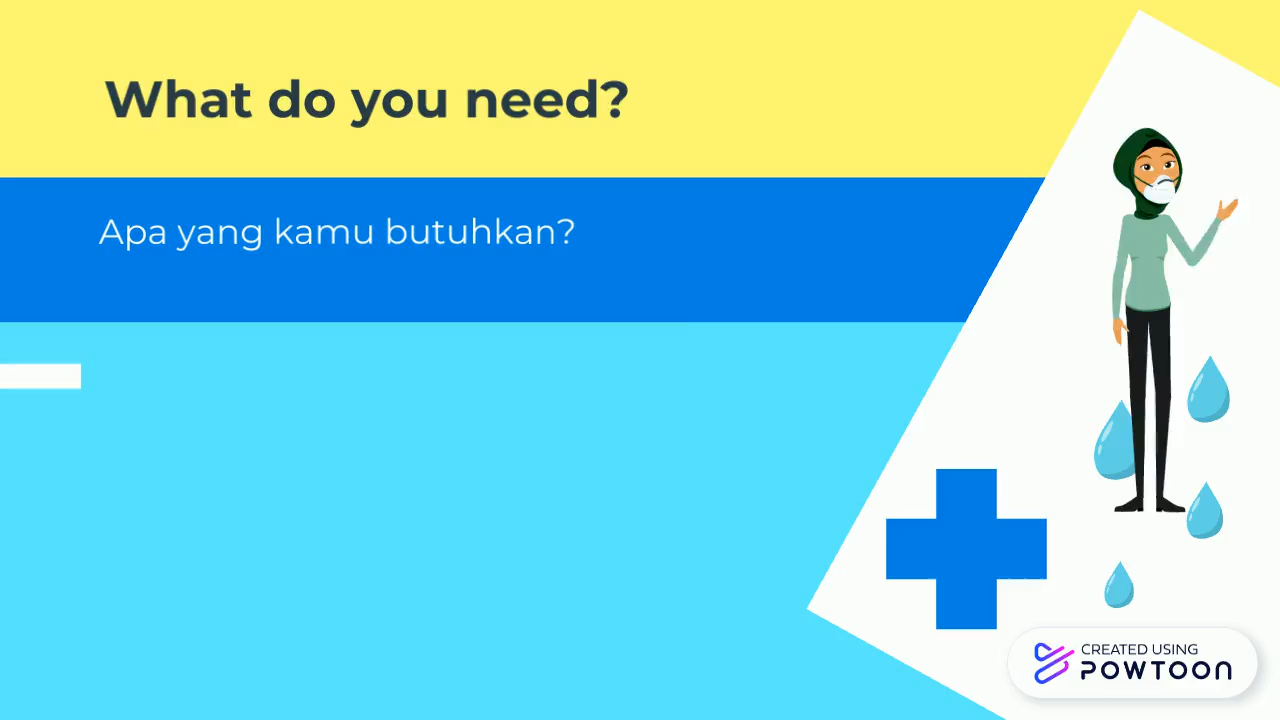 What do you need?
Apa yang kamu butuhkan?
CREATED USING
POWTOON